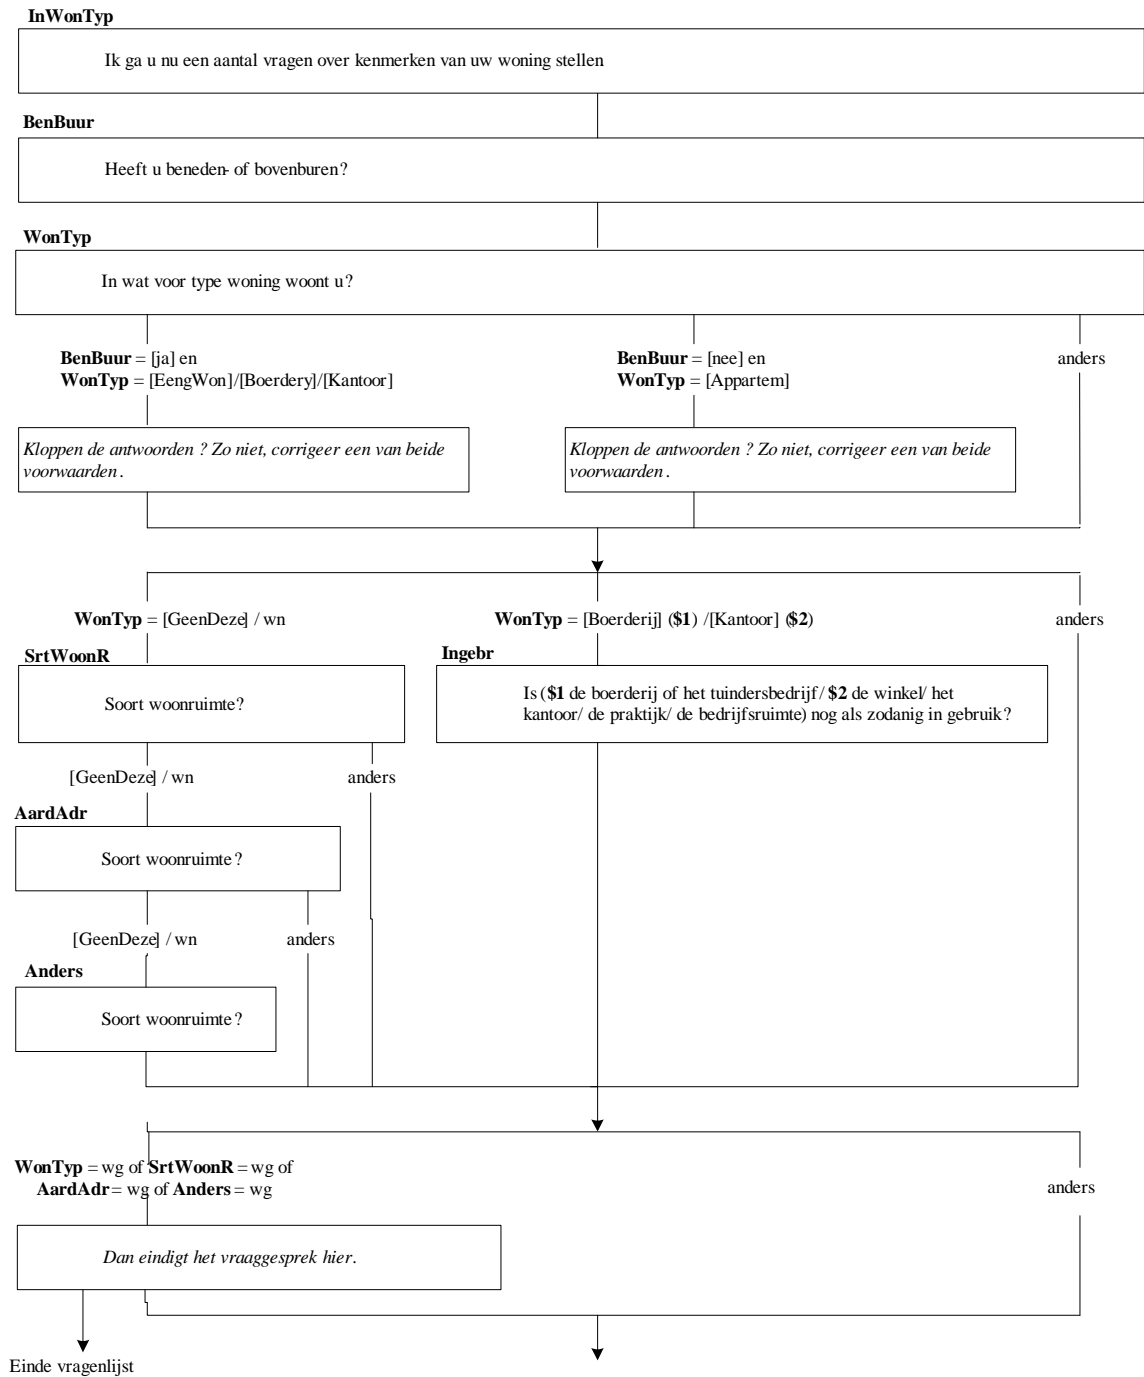 InWonTyp
Ik ga u nu een aantal vragen over kenmerken van uw woning stellen
BenBuur
Heeft u beneden- of bovenburen?
WonTyp
In wat voor type woning woont u?
BenBuur = [ja] en
WonTyp = [EengWon]/[Boerdery]/[Kantoor]
BenBuur = [nee] en
WonTyp = [Appartem]
anders
Kloppen de antwoorden ? Zo niet, corrigeer een van beide
voorwaarden.
Kloppen de antwoorden ? Zo niet, corrigeer een van beide
voorwaarden.
WonTyp = [GeenDeze] / wn
WonTyp = [Boerderij] ($1) /[Kantoor] ($2)
anders
SrtWoonR
Soort woonruimte?
Ingebr
Is ($1 de boerderij of het tuindersbedrijf/ $2 de winkel/ het
kantoor/ de praktijk/ de bedrijfsruimte) nog als zodanig in gebruik?
[GeenDeze] / wn
anders
AardAdr
Soort woonruimte?
[GeenDeze] / wn
anders
Anders
Soort woonruimte?
WonTyp = wg of SrtWoonR = wg of
AardAdr = wg of Anders = wg
anders
Dan eindigt het vraaggesprek hier.
Einde vragenlijst